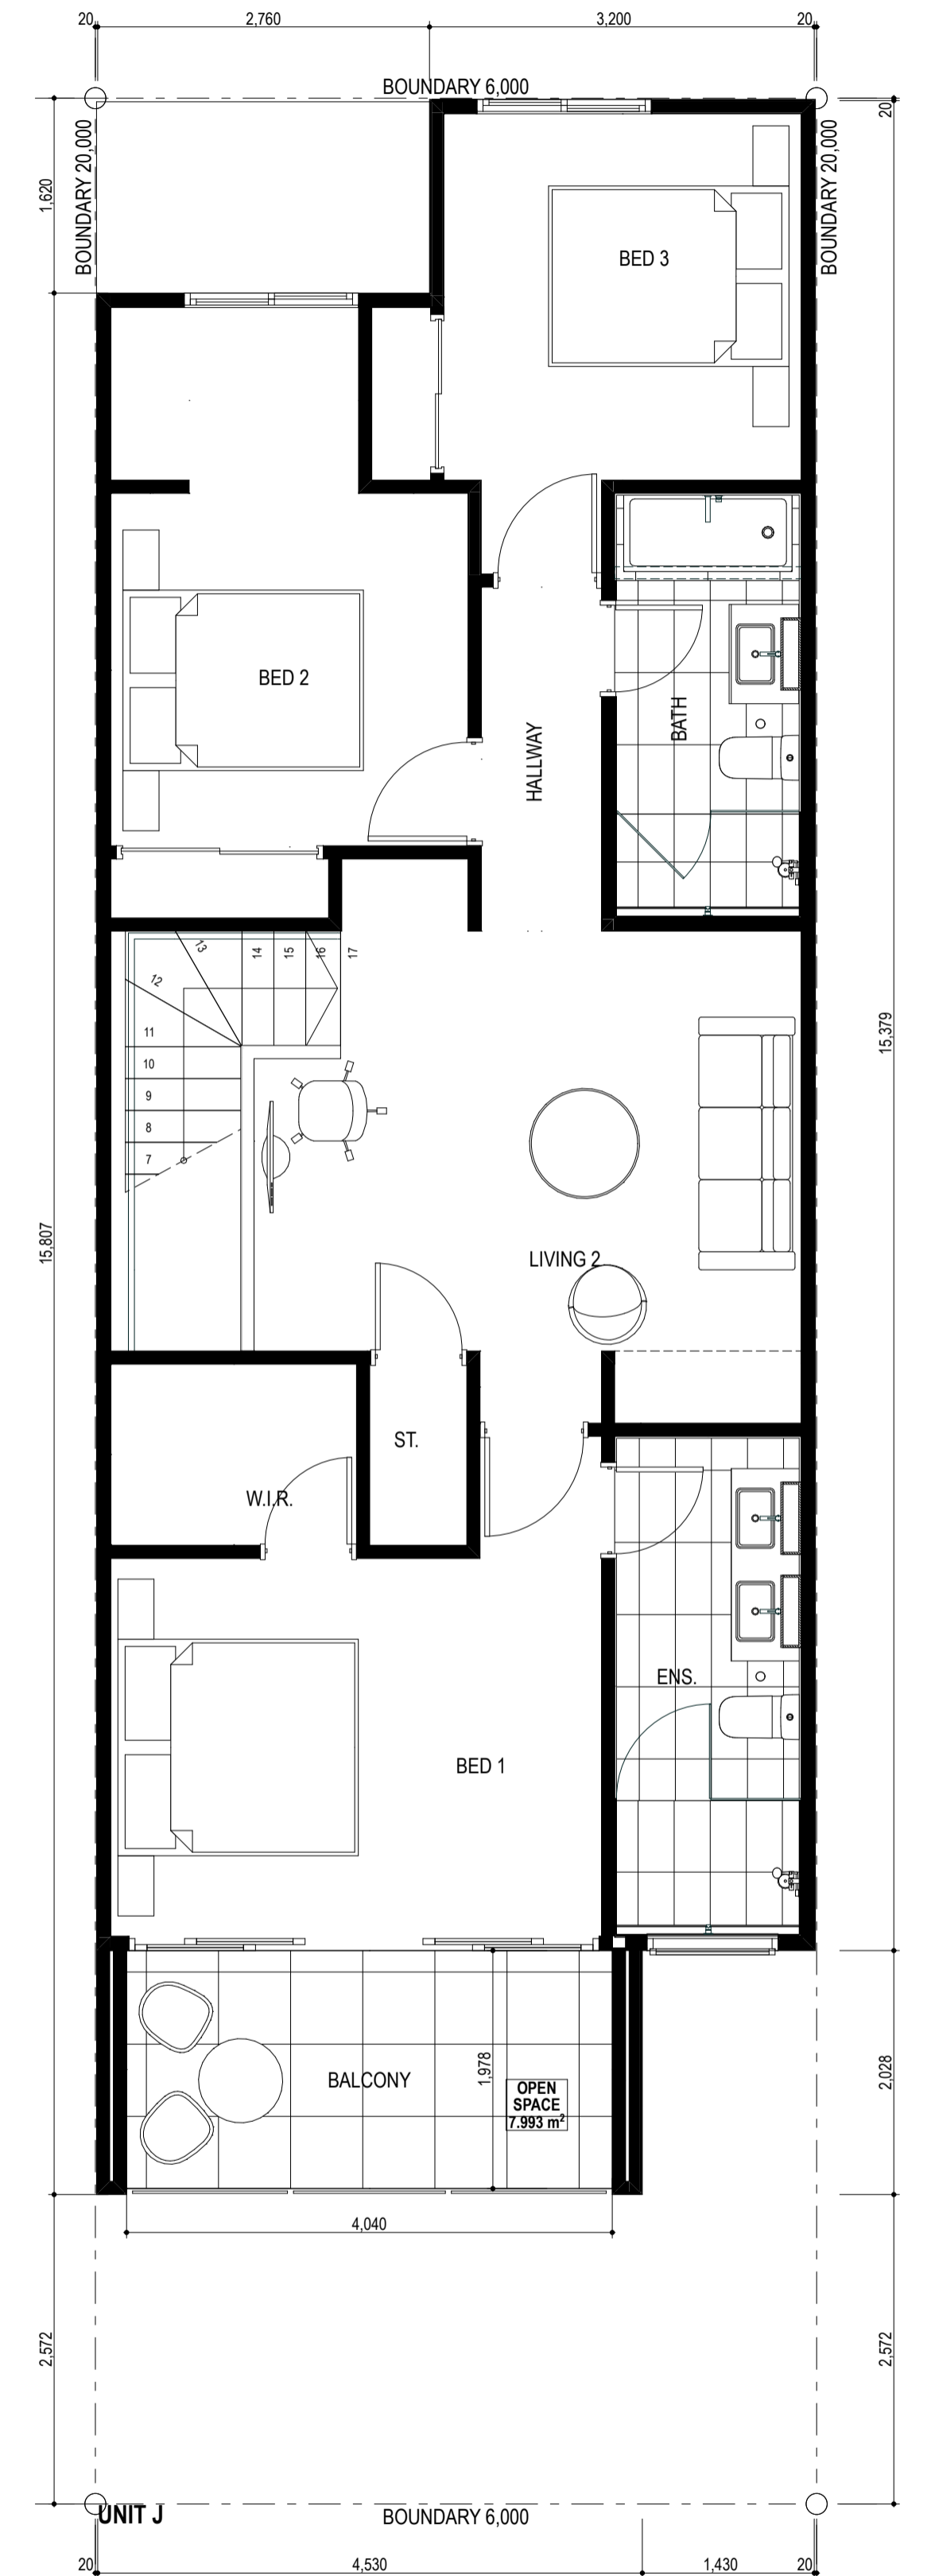 20
2,760
3,200
20
BOUNDARY 6,000
20
BOUNDARY 20,000
BOUNDARY 20,000
1,620
BED 3
BED 2
HALLWAY
BATH
13
14
15
16
17
12
11
10
9
8
7
15,379
15,807
LIVING 2
ST.
W.I.R.
ENS.
BED 1
BALCONY
1,978
OPEN
SPACE
7.993 m²
2,028
4,040
2,572
2,572
UNIT J
BOUNDARY 6,000
20
4,530
1,430
20